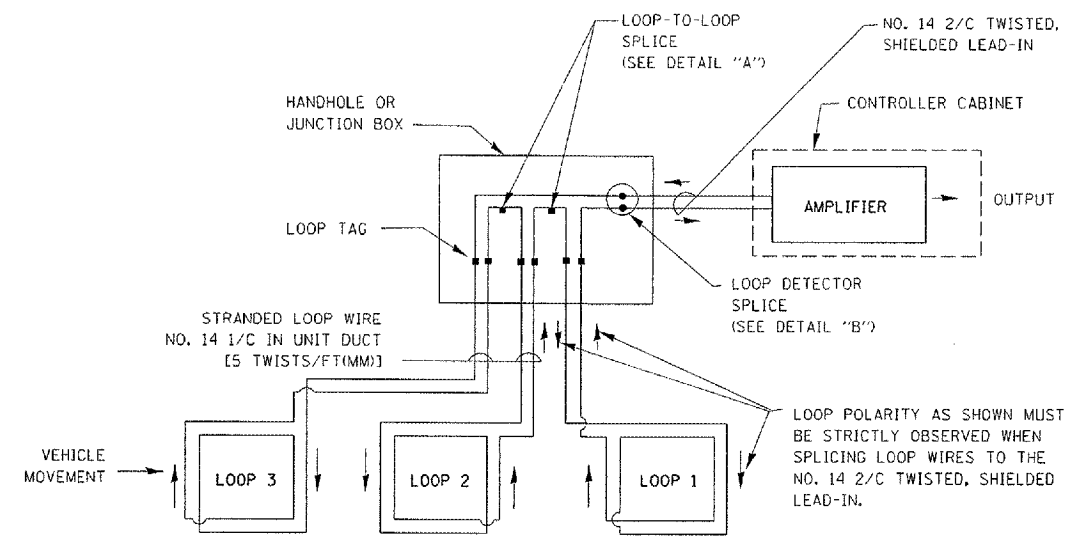 LOOP-TO-LOOP
SPLICE
(SEE DETAIL "A")
NO. 14 2/C TWISTED,
SHIELDED LEAD-IN
HANDHOLE OR
JUNCTION BOX
CONTROLLER CABINET
AMPLIFIER
OUTPUT
LOOP TAG
LOOP DETECTOR
SPLICE
(SEE DETAIL "B")
STRANDED LOOP WIRE
NO. 14 1/C IN UNIT DUCT
[5 TWISTS/FT(MM)]
LOOP POLARITY AS SHOWN MUST
BE STRICTLY OBSERVED WHEN
SPLICING LOOP WIRES TO THE
NO. 14 2/C TWISTED, SHIELDED
LEAD-IN.
VEHICLE
MOVEMENT
LOOP 3
LOOP 2
LOOP 1